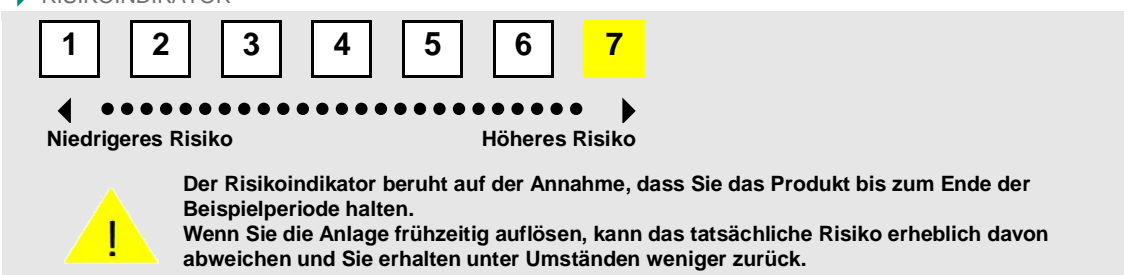 RISIKOINDIKATOR
1 2 3 4 5 6 7
Niedrigeres Risiko Höheres Risiko
Der Risikoindikator beruht auf der Annahme, dass Sie das Produkt bis zum Ende der
Beispielperiode halten.
Wenn Sie die Anlage frühzeitig auflösen, kann das tatsächliche Risiko erheblich davon
abweichen und Sie erhalten unter Umständen weniger zurück.